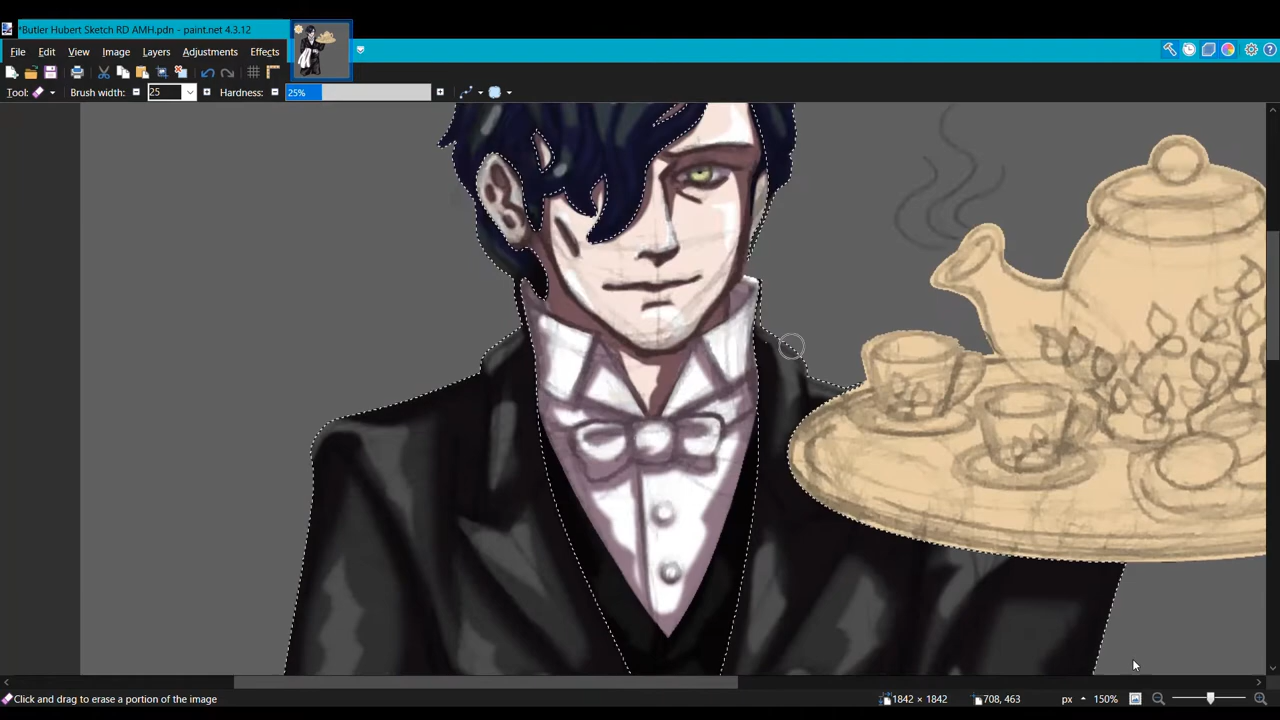 *Butler Hubert Sketch RD AMH.pdn - paint.net 4.3.12
File Edit View Image Layers Adjustments Effects
Tool: Brush width: 25 Hardness: 25%
Click and drag to erase a portion of the image 1842 × 1842 708, 463 px 150%